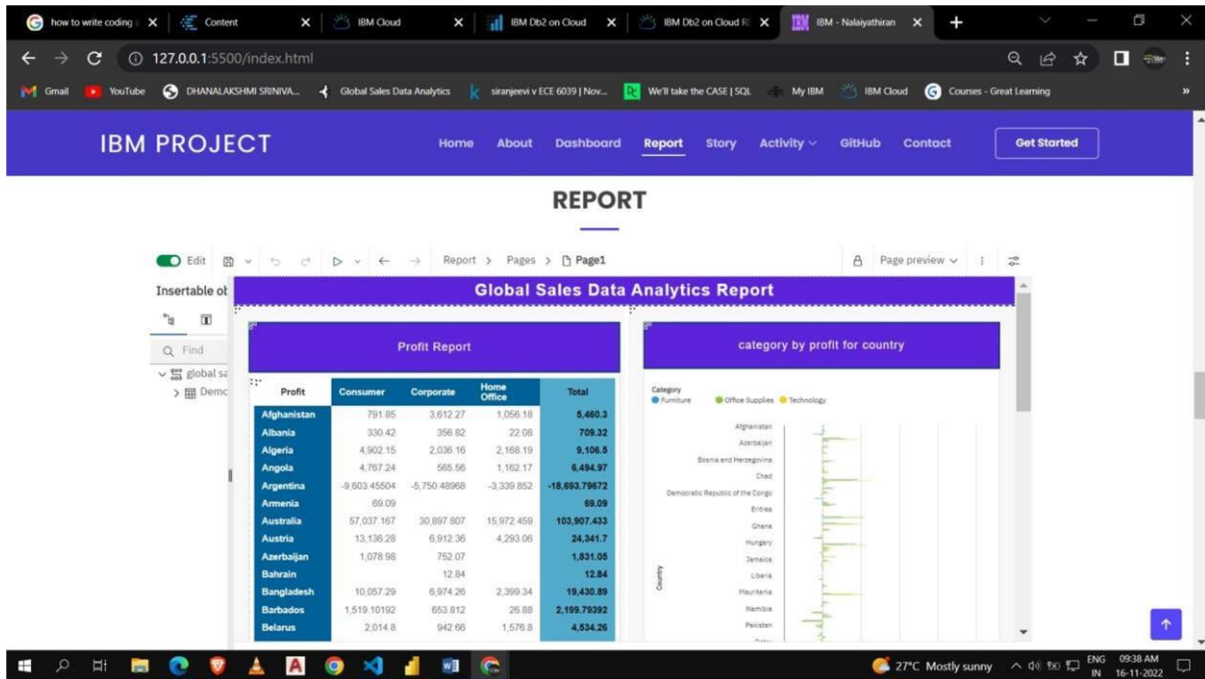 how to write coding
Content
IBM Cloud
IBM Db2 on Cloud
IBM Db2 on Cloud R
IBM - Nalaiyathiran
127.0.0.1:5500/index.html
Gmail YouTube DHANALAKSHMI SRINIVA... Global Sales Data Analytics siranjeevi v ECE 6039 | Nov... We'll take the CASE | SQL My IBM IBM Cloud Courses - Great Learning »
IBM PROJECT Home About Dashboard Report Story Activity GitHub Contact Get Started
REPORT
Edit Report > Pages > Page1 Page preview
Insertable ob
Find
global sa
Demo
Global Sales Data Analytics Report
Profit Report
Profit Consumer Corporate Home Office Total
Afghanistan 791.85 3,612.27 1,056.18 5,460.3
Albania 330.42 356.82 22.08 709.32
Algeria 4,902.15 2,036.16 2,168.19 9,106.5
Angola 4,767.24 565.56 1,162.17 6,494.97
Argentina -9,603.45504 -5,750.48968 -3,339.852 -18,693.79672
Armenia 69.09 69.09
Australia 57,037.167 30,897.807 15,972.459 103,907.433
Austria 13,136.28 6,912.36 4,293.06 24,341.7
Azerbaijan 1,078.98 752.07 1,831.05
Bahrain 12.84 12.84
Bangladesh 10,057.29 6,974.26 2,399.34 19,430.89
Barbados 1,519.10192 653.812 26.88 2,199.79392
Belarus 2,014.8 942.66 1,576.8 4,534.26
category by profit for country
Category
Furniture Office Supplies Technology
Country
Afghanistan
Azerbaijan
Bosnia and Herzegovina
Chad
Democratic Republic of the Congo
Eritrea
Ghana
Hungary
Jamaica
Liberia
Mauritania
Namibia
Pakistan
27°C Mostly sunny
ENG
IN
09:38 AM
16-11-2022